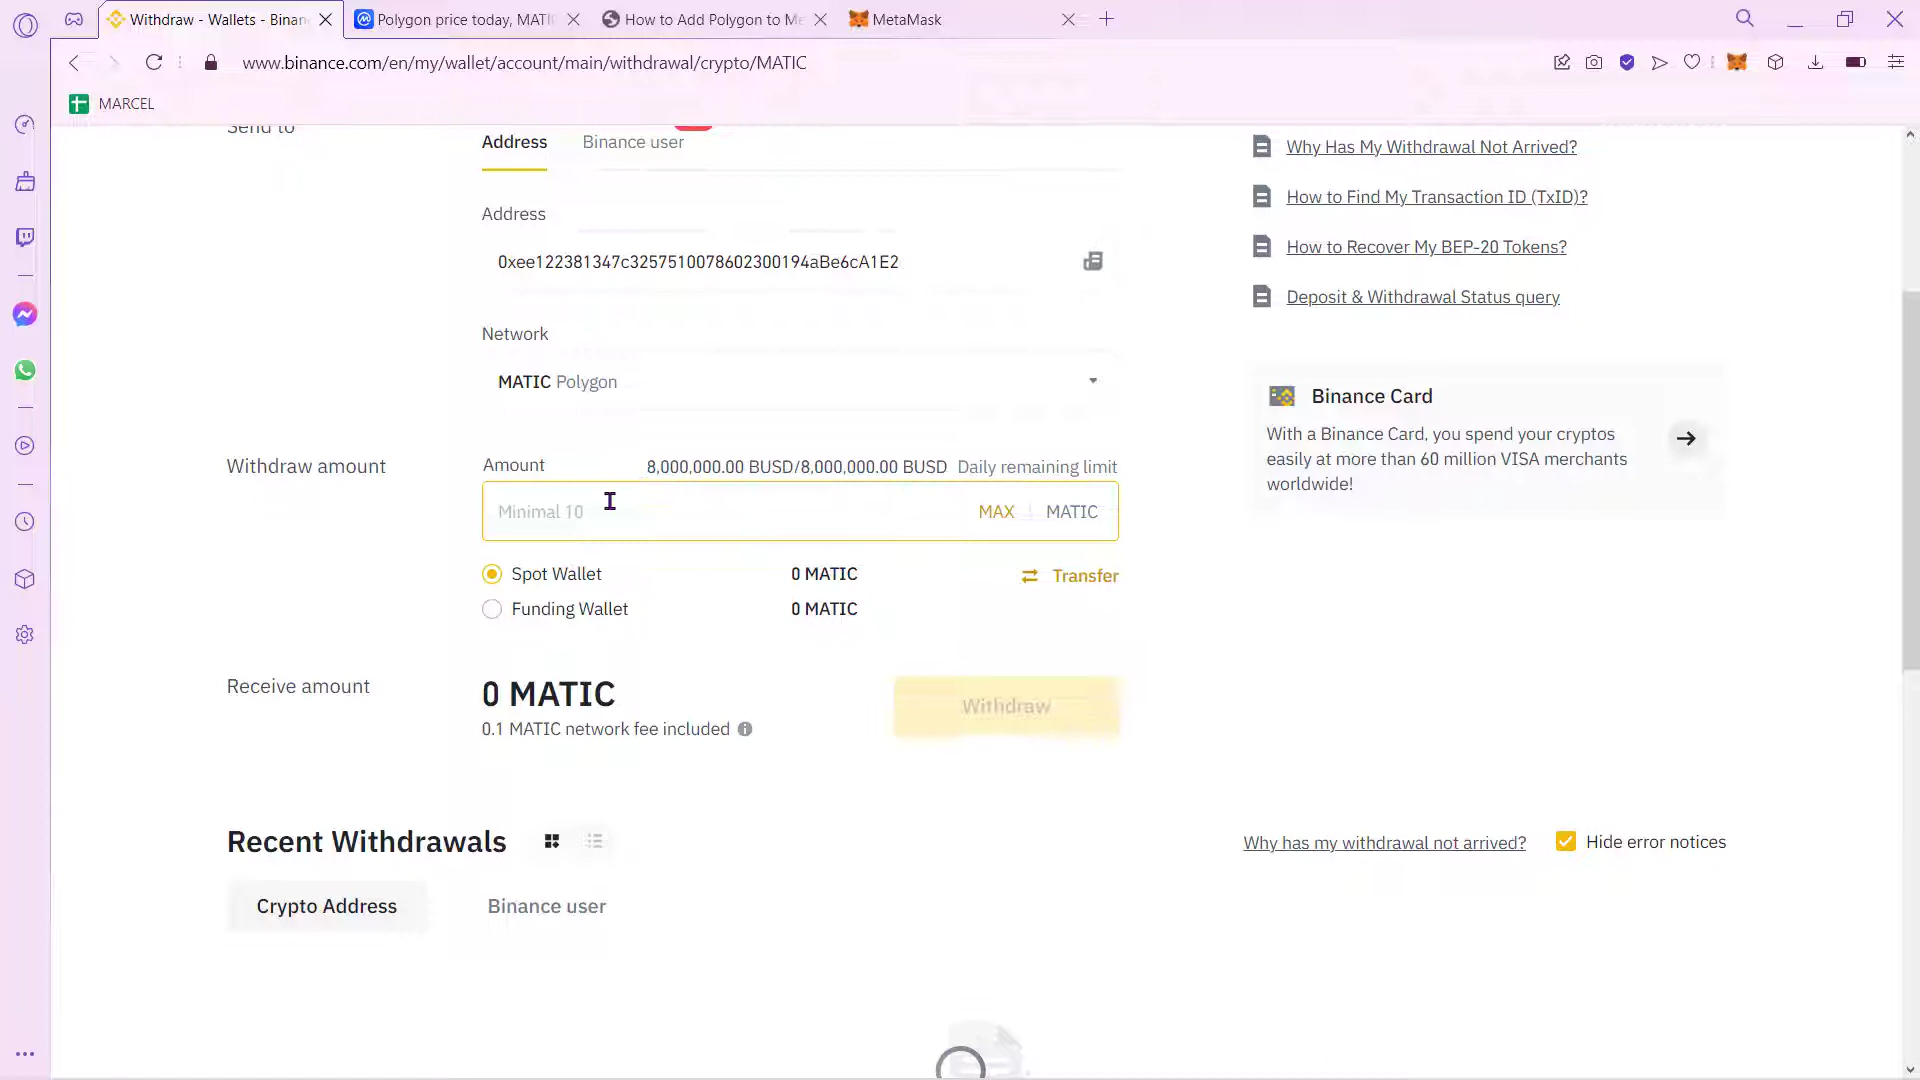 Withdraw - Wallets - Binan
Polygon price today, MATI
How to Add Polygon to Me
MetaMask
www.binance.com/en/my/wallet/account/main/withdrawal/crypto/MATIC
MARCEL
Send to
Address
Binance user
Address
0xee122381347c3257510078602300194aBe6cA1E2
Network
MATIC Polygon
Withdraw amount
Amount
8,000,000.00 BUSD/8,000,000.00 BUSD Daily remaining limit
Minimal 10
MAX
MATIC
Spot Wallet
0 MATIC
Transfer
Funding Wallet
0 MATIC
Receive amount
0 MATIC
0.1 MATIC network fee included
Withdraw
Why Has My Withdrawal Not Arrived?
How to Find My Transaction ID (TxID)?
How to Recover My BEP-20 Tokens?
Deposit & Withdrawal Status query
Binance Card
With a Binance Card, you spend your cryptos
easily at more than 60 million VISA merchants
worldwide!
Recent Withdrawals
Why has my withdrawal not arrived?
Hide error notices
Crypto Address
Binance user